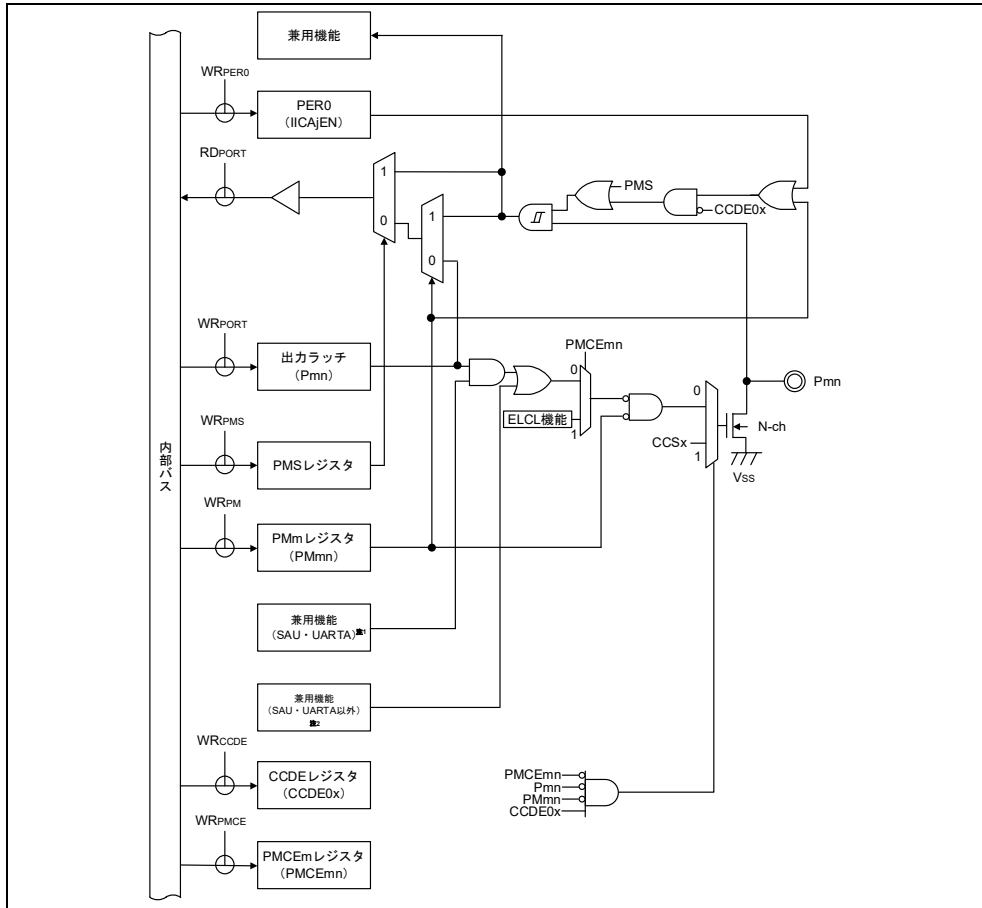 兼用機能
WRPER0
PER0
（IICAjEN）
RDPORT
1
0
1
0
PMS
CCDE0x
WRPORT
出力ラッチ
（Pmn）
PMCEmn
0
ELCL機能
1
0
CCSx
1
Pmn
N-ch
VSS
内部バス
WRPMS
PMSレジスタ
WRPM
PMmレジスタ
（PMmn）
兼用機能
（SAU・UARTA）注1
兼用機能
（SAU・UARTA以外）
注2
WRCCDE
CCDEレジスタ
（CCDE0x）
PMCEmn
Pmn
PMmn
CCDE0x
WRPMCE
PMCEmレジスタ
（PMCEmn）